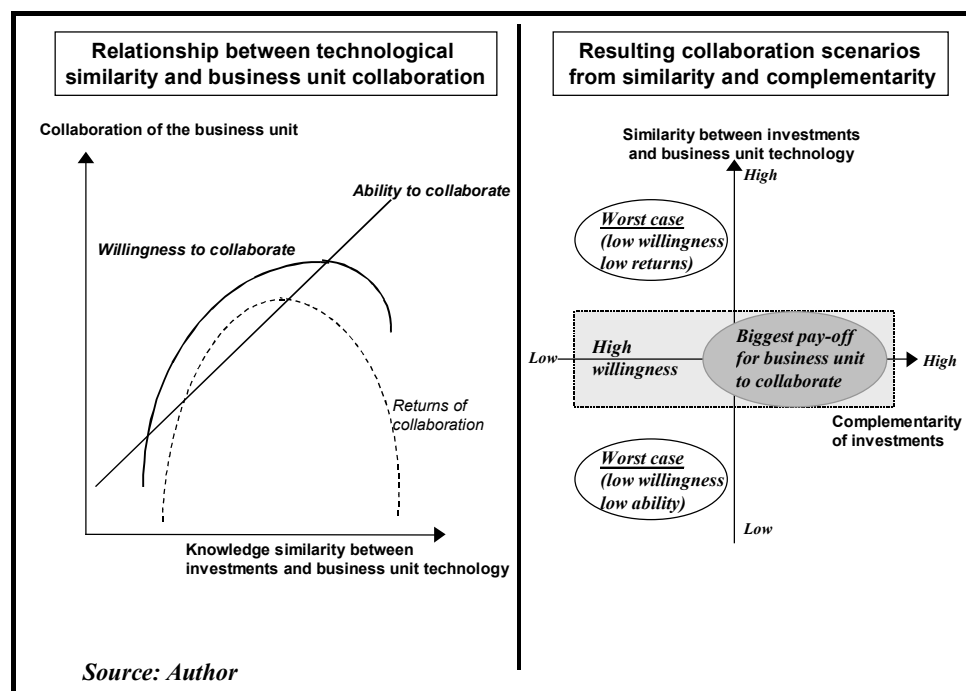 Relationship between technological
similarity and business unit collaboration
Collaboration of the business unit
Ability to collaborate
Willingness to collaborate
Returns of
collaboration
Knowledge similarity between
investments and business unit technology
Resulting collaboration scenarios
from similarity and complementarity
Similarity between investments
and business unit technology
High
Worst case
(low willingness
low returns)
Low
High
willingness
Biggest pay-off
for business unit
to collaborate
High
Complementarity
of investments
Worst case
(low willingness
low ability)
Low
Source: Author